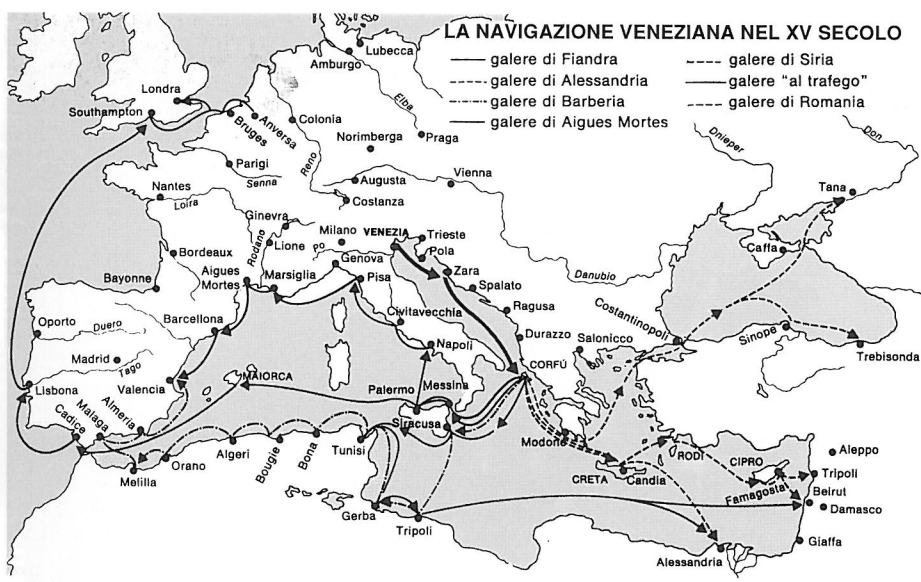 LA NAVIGAZIONE VENEZIANA NEL XV SECOLO
galere di Fiandra
galere di Alessandria
galere di Barberia
galere di Aigues Mortes
galere di Siria
galere "al trafego"
galere di Romania
Lubecca
Amburgo
Londra
Southampton
Bruges
Anversa
Colonia
Elba
Norimberga
Praga
Reno
Parigi
Senna
Augusta
Vienna
Costanza
Nantes
Loira
Dnieper
Don
Tana
Ginevra
Milano
VENEZIA
Trieste
Pola
Bordeaux
Rodano
Lione
Po
Genova
Zara
Caffa
Bayonne
Aigues
Mortes
Marsiglia
Pisa
Spalato
Danubio
Ragusa
Costantinopoli
Barcellona
Civitavecchia
Oporto
Duero
Durazzo
Salonicco
Sinope
Trebisonda
Madrid
Tago
Napoli
CORFÚ
Lisbona
Valencia
MAIORCA
Palermo
Messina
Cadice
Malaga
Almeria
Siracusa
Modone
Aleppo
Melilla
Orano
Algeri
Bougie
Bona
Tunisi
CRETA
Candia
RODI
CIPRO
Famagosta
Tripoli
Beirut
Damasco
Gerba
Tripoli
Alessandria
Giaffa